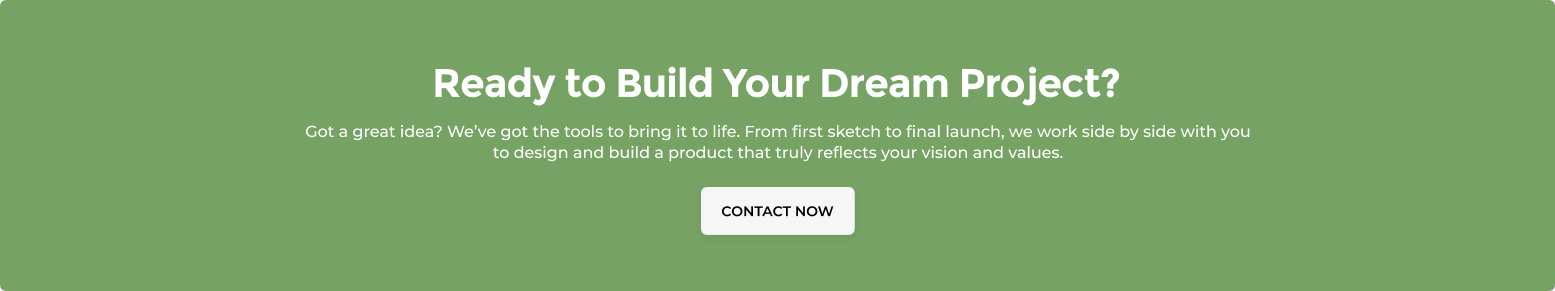 Ready to Build Your Dream Project?
Got a great idea? We’ve got the tools to bring it to life. From first sketch to final launch, we work side by side with you
to design and build a product that truly reflects your vision and values.
CONTACT NOW